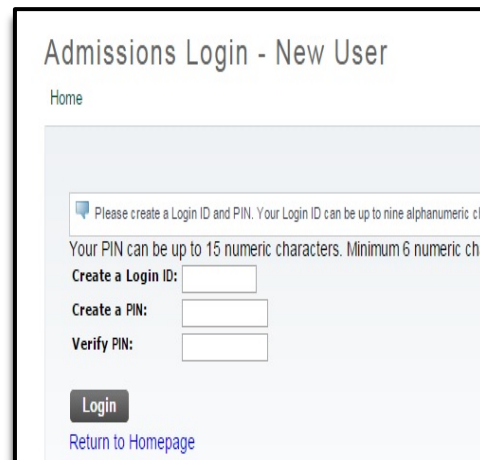 Admissions Login - New User
Home
Please create a Login ID and PIN. Your Login ID can be up to nine alphanumeric
Your PIN can be up to 15 numeric characters. Minimum 6 numeric
Create a Login ID:
Create a PIN:
Verify PIN:
Login
Return to Homepage